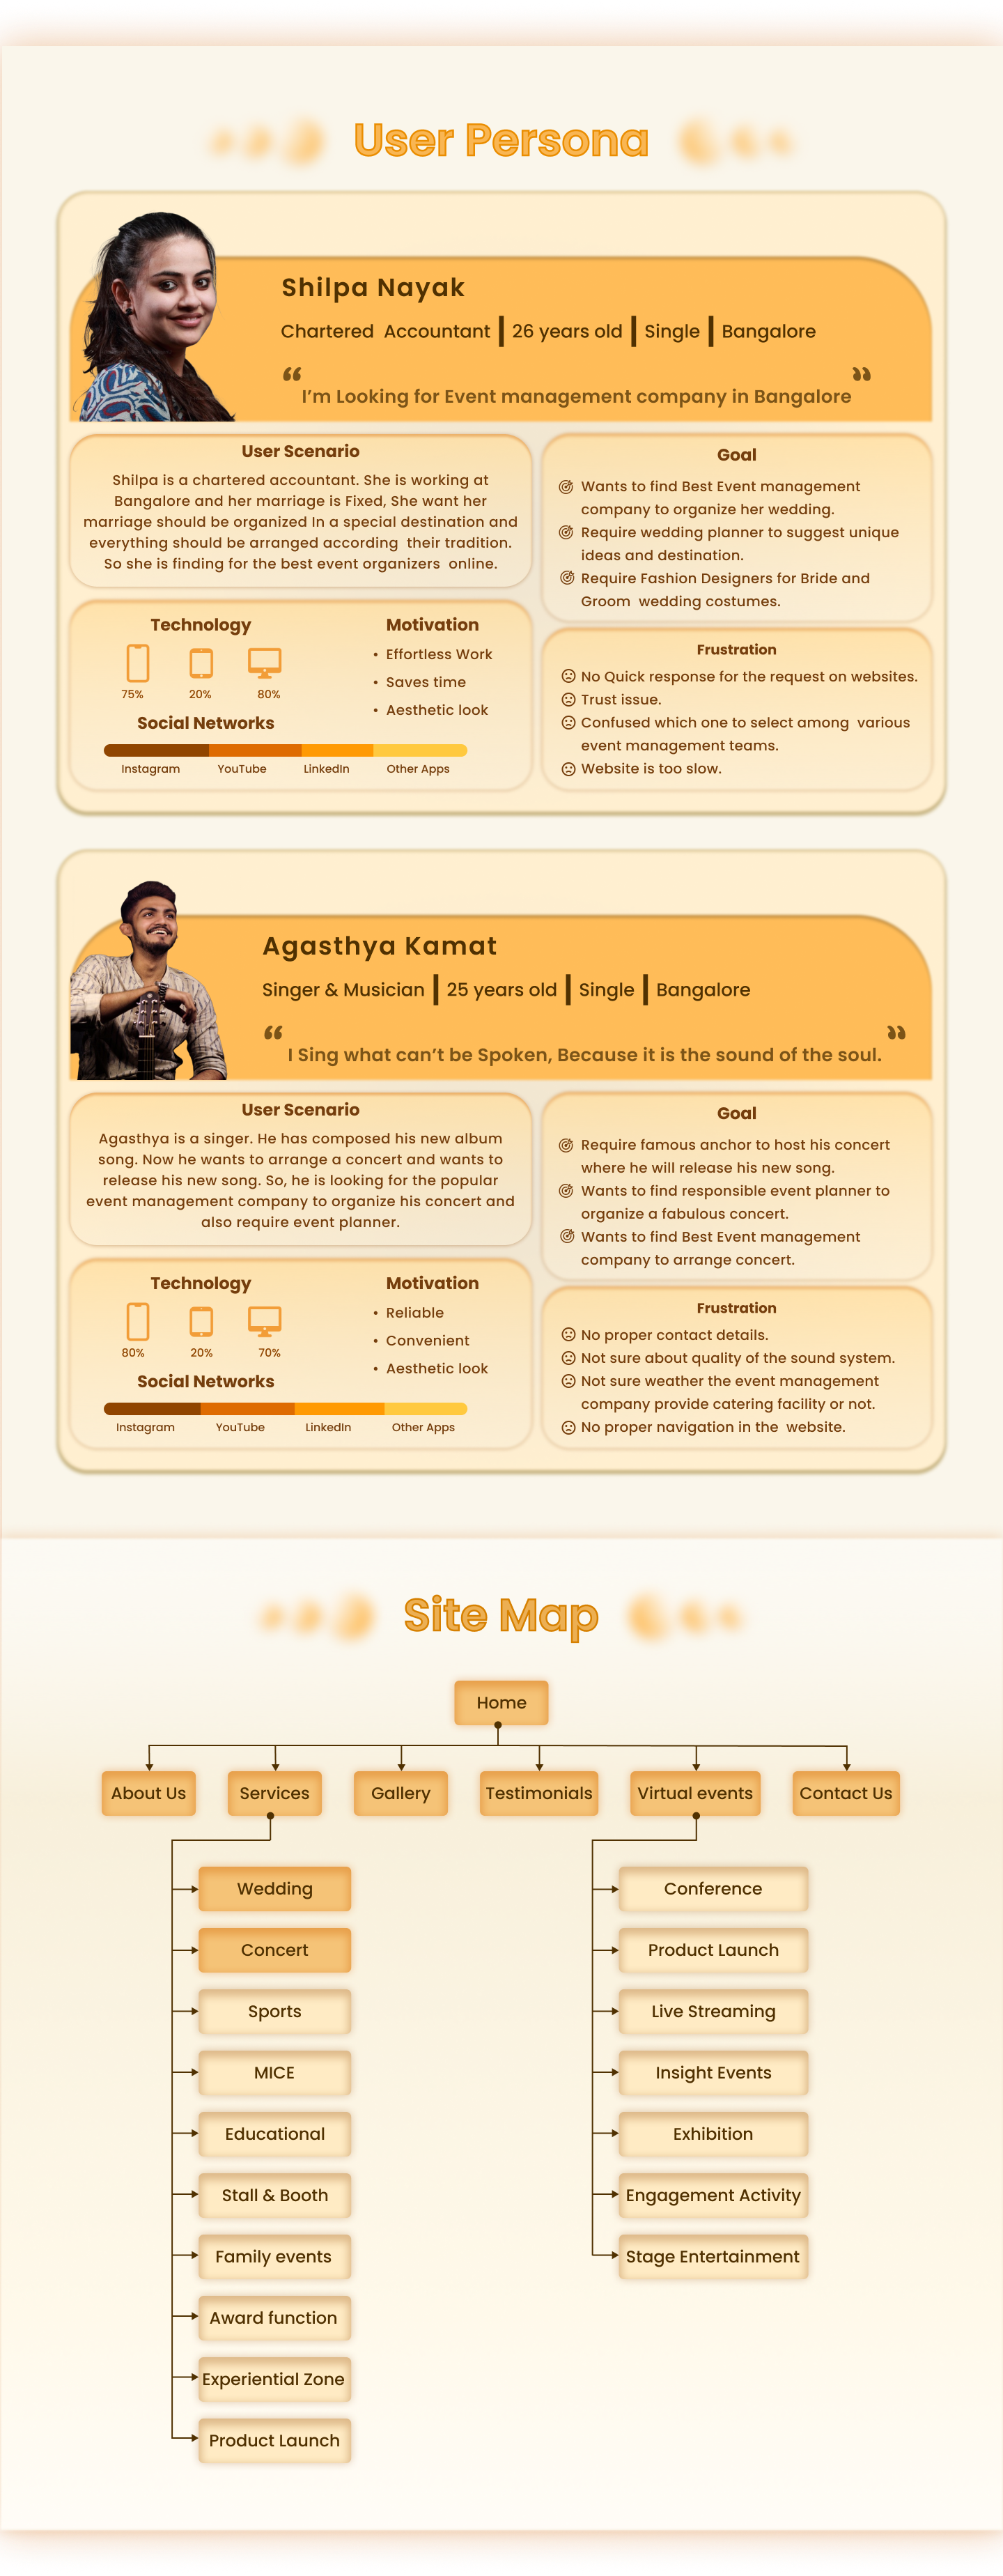 User Persona
Shilpa Nayak
Chartered Accountant | 26 years old | Single | Bangalore
“ I’m Looking for Event management company in Bangalore ”
User Scenario
Shilpa is a chartered accountant. She is working at
Bangalore and her marriage is Fixed, She want her
marriage should be organized In a special destination and
everything should be arranged according their tradition.
So she is finding for the best event organizers online.
Goal
Wants to find Best Event management
company to organize her wedding.
Require wedding planner to suggest unique
ideas and destination.
Require Fashion Designers for Bride and
Groom wedding costumes.
Technology
75% 20% 80%
Motivation
• Effortless Work
• Saves time
• Aesthetic look
Social Networks
Instagram YouTube LinkedIn Other Apps
Frustration
No Quick response for the request on websites.
Trust issue.
Confused which one to select among various
event management teams.
Website is too slow.
Agasthya Kamat
Singer & Musician | 25 years old | Single | Bangalore
“ I Sing what can’t be Spoken, Because it is the sound of the soul. ”
User Scenario
Agasthya is a singer. He has composed his new album
song. Now he wants to arrange a concert and wants to
release his new song. So, he is looking for the popular
event management company to organize his concert and
also require event planner.
Goal
Require famous anchor to host his concert
where he will release his new song.
Wants to find responsible event planner to
organize a fabulous concert.
Wants to find Best Event management
company to arrange concert.
Technology
80% 20% 70%
Motivation
• Reliable
• Convenient
• Aesthetic look
Social Networks
Instagram YouTube LinkedIn Other Apps
Frustration
No proper contact details.
Not sure about quality of the sound system.
Not sure weather the event management
company provide catering facility or not.
No proper navigation in the website.
Site Map
Home
About Us Services Gallery Testimonials Virtual events Contact Us
Wedding
Concert
Sports
MICE
Educational
Stall & Booth
Family events
Award function
Experiential Zone
Product Launch
Conference
Product Launch
Live Streaming
Insight Events
Exhibition
Engagement Activity
Stage Entertainment